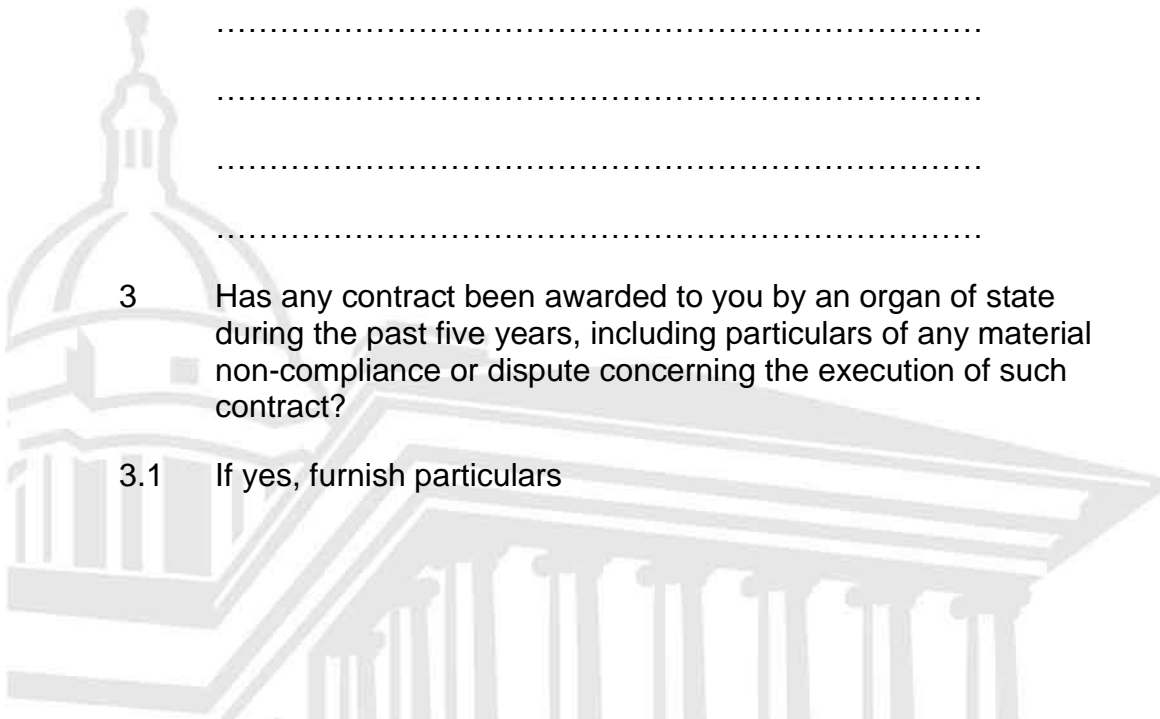 ……………………………………………………………….
……………………………………………………………….
……………………………………………………………….
……………………………………………………………….
3 Has any contract been awarded to you by an organ of state
during the past five years, including particulars of any material
non-compliance or dispute concerning the execution of such
contract?
3.1 If yes, furnish particulars